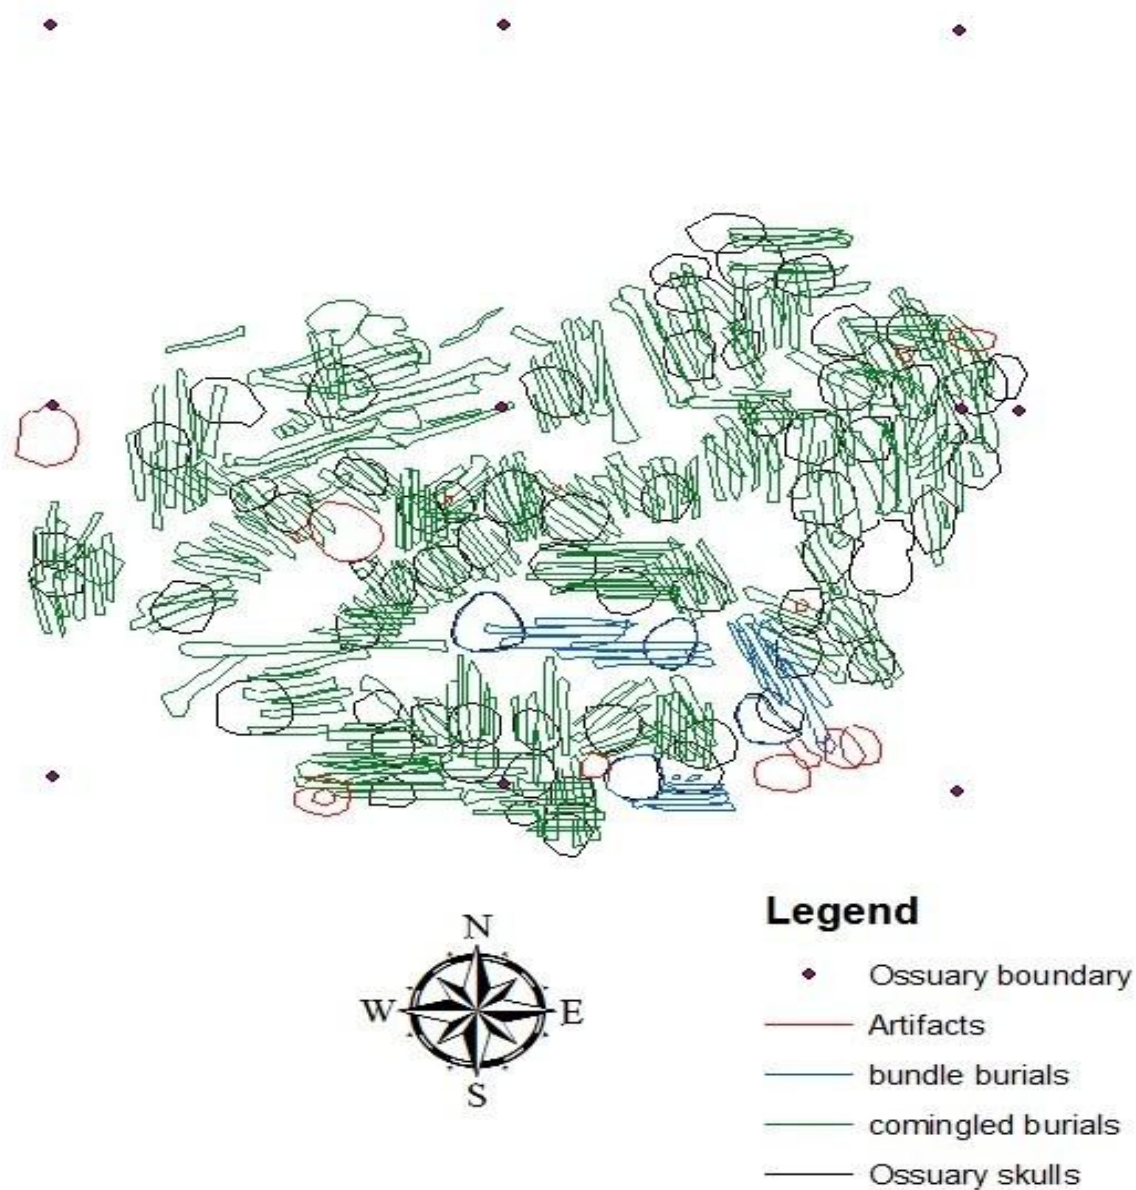 N
W E
S
Legend
Ossuary boundary
Artifacts
bundle burials
comingled burials
Ossuary skulls